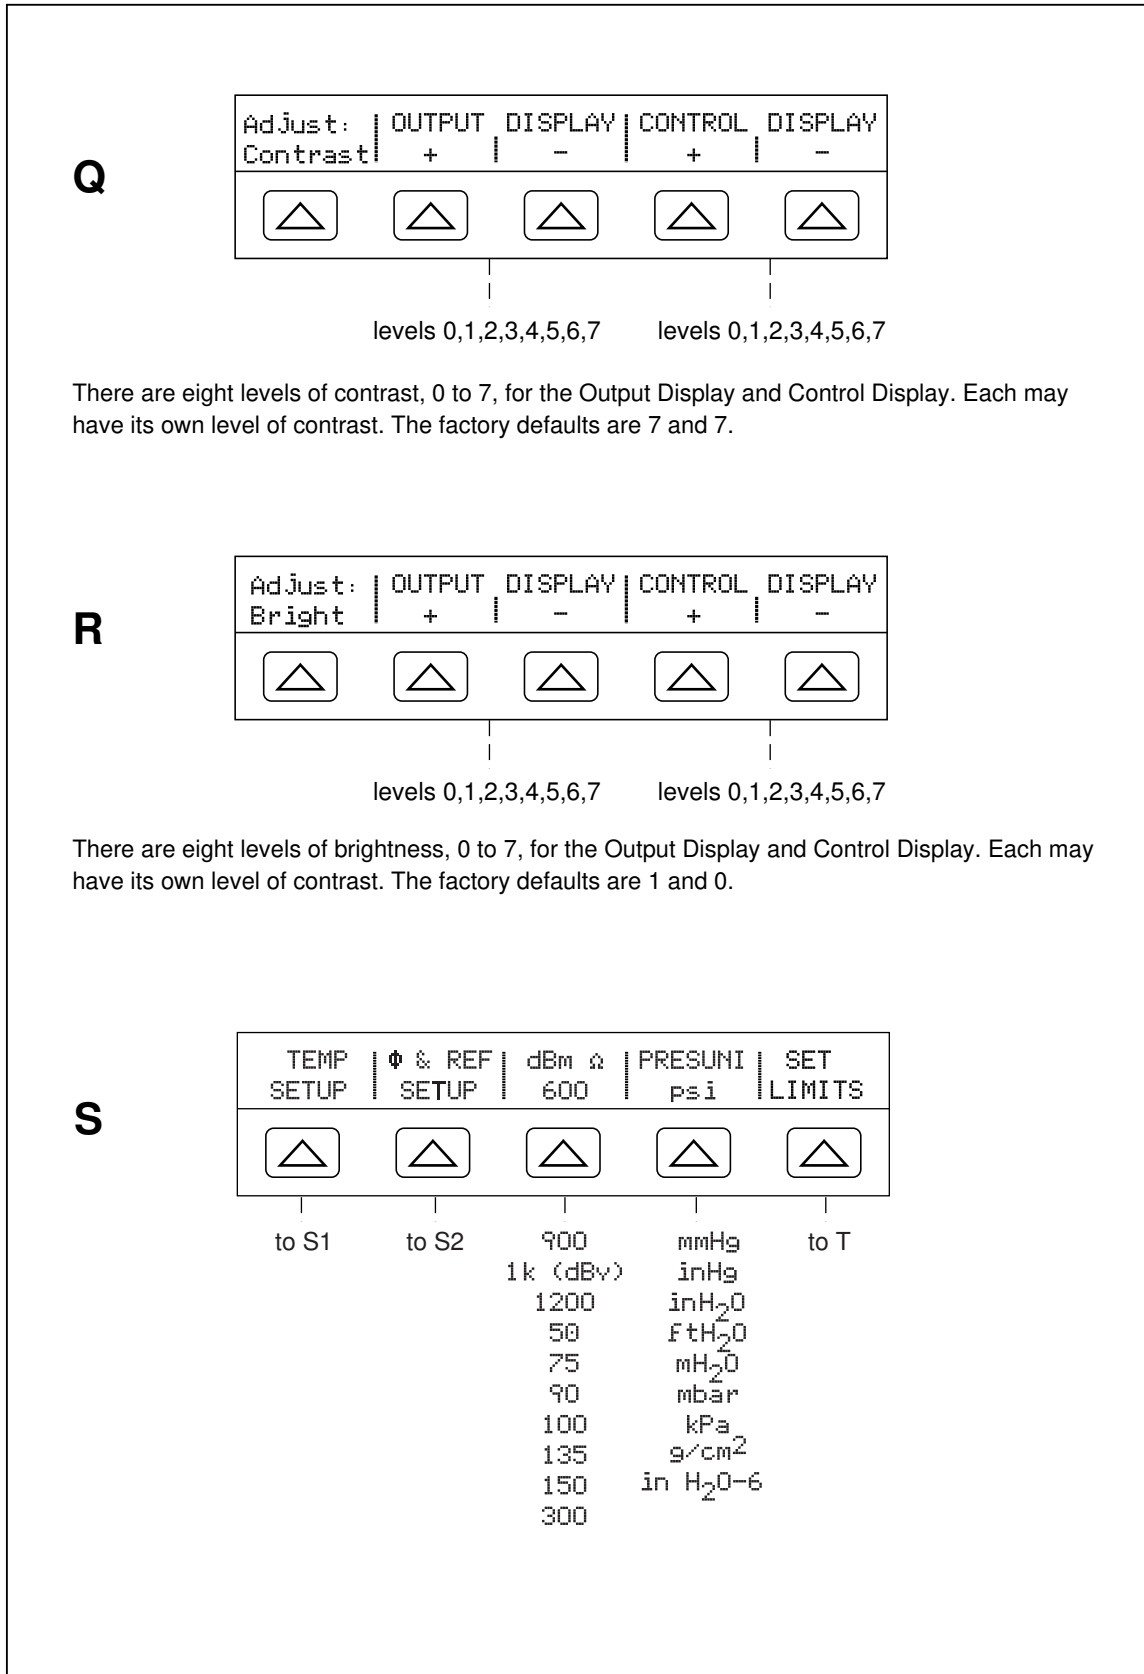 Q
Adjust: OUTPUT DISPLAY CONTROL DISPLAY
Contrast + − + −
levels 0,1,2,3,4,5,6,7 levels 0,1,2,3,4,5,6,7
There are eight levels of contrast, 0 to 7, for the Output Display and Control Display. Each may
have its own level of contrast. The factory defaults are 7 and 7.
R
Adjust: OUTPUT DISPLAY CONTROL DISPLAY
Bright + − + −
levels 0,1,2,3,4,5,6,7 levels 0,1,2,3,4,5,6,7
There are eight levels of brightness, 0 to 7, for the Output Display and Control Display. Each may
have its own level of contrast. The factory defaults are 1 and 0.
S
TEMP Φ & REF dBm Ω PRESUNI SET
SETUP SETUP 600 psi LIMITS
to S1 to S2 900 mmHg to T
1k (dBv) inHg
1200 inH₂O
50 ftH₂O
75 mH₂O
90 mbar
100 kPa
135 g/cm²
150 in H₂O-6
300